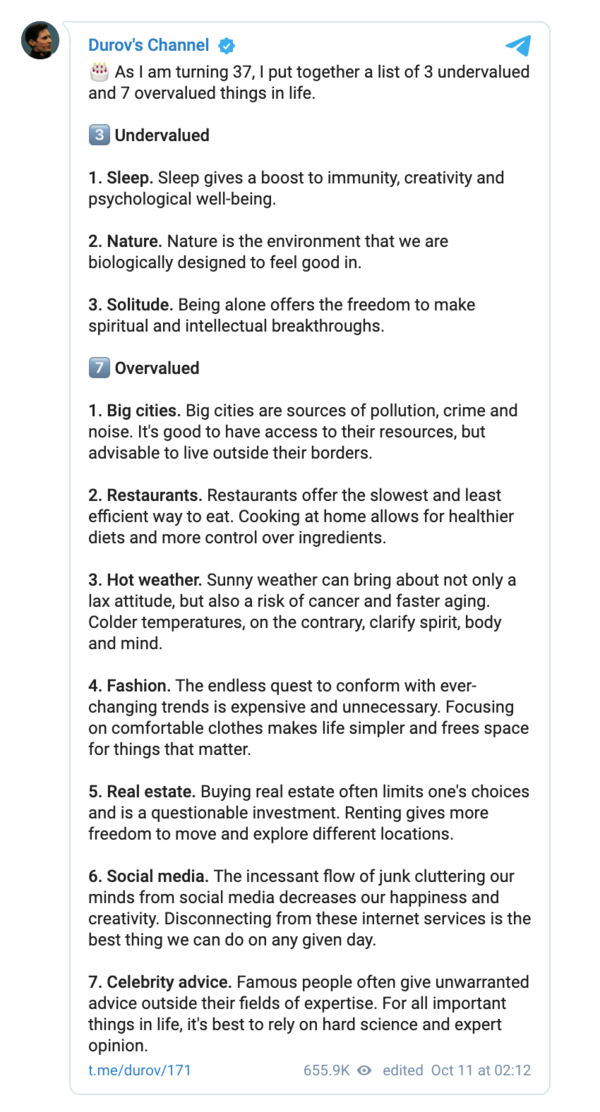 Durov's Channel
🎂 As I am turning 37, I put together a list of 3 undervalued
and 7 overvalued things in life.
3️⃣ Undervalued
1. Sleep. Sleep gives a boost to immunity, creativity and
psychological well-being.
2. Nature. Nature is the environment that we are
biologically designed to feel good in.
3. Solitude. Being alone offers the freedom to make
spiritual and intellectual breakthroughs.
7️⃣ Overvalued
1. Big cities. Big cities are sources of pollution, crime and
noise. It's good to have access to their resources, but
advisable to live outside their borders.
2. Restaurants. Restaurants offer the slowest and least
efficient way to eat. Cooking at home allows for healthier
diets and more control over ingredients.
3. Hot weather. Sunny weather can bring about not only a
lax attitude, but also a risk of cancer and faster aging.
Colder temperatures, on the contrary, clarify spirit, body
and mind.
4. Fashion. The endless quest to conform with ever-
changing trends is expensive and unnecessary. Focusing
on comfortable clothes makes life simpler and frees space
for things that matter.
5. Real estate. Buying real estate often limits one's choices
and is a questionable investment. Renting gives more
freedom to move and explore different locations.
6. Social media. The incessant flow of junk cluttering our
minds from social media decreases our happiness and
creativity. Disconnecting from these internet services is the
best thing we can do on any given day.
7. Celebrity advice. Famous people often give unwarranted
advice outside their fields of expertise. For all important
things in life, it's best to rely on hard science and expert
opinion.
t.me/durov/171 655.9K edited Oct 11 at 02:12